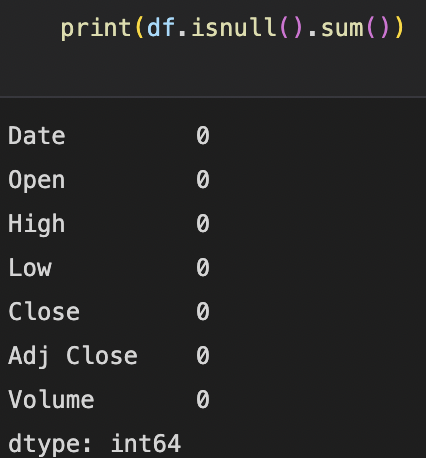 print(df.isnull().sum())
Date 0
Open 0
High 0
Low 0
Close 0
Adj Close 0
Volume 0
dtype: int64